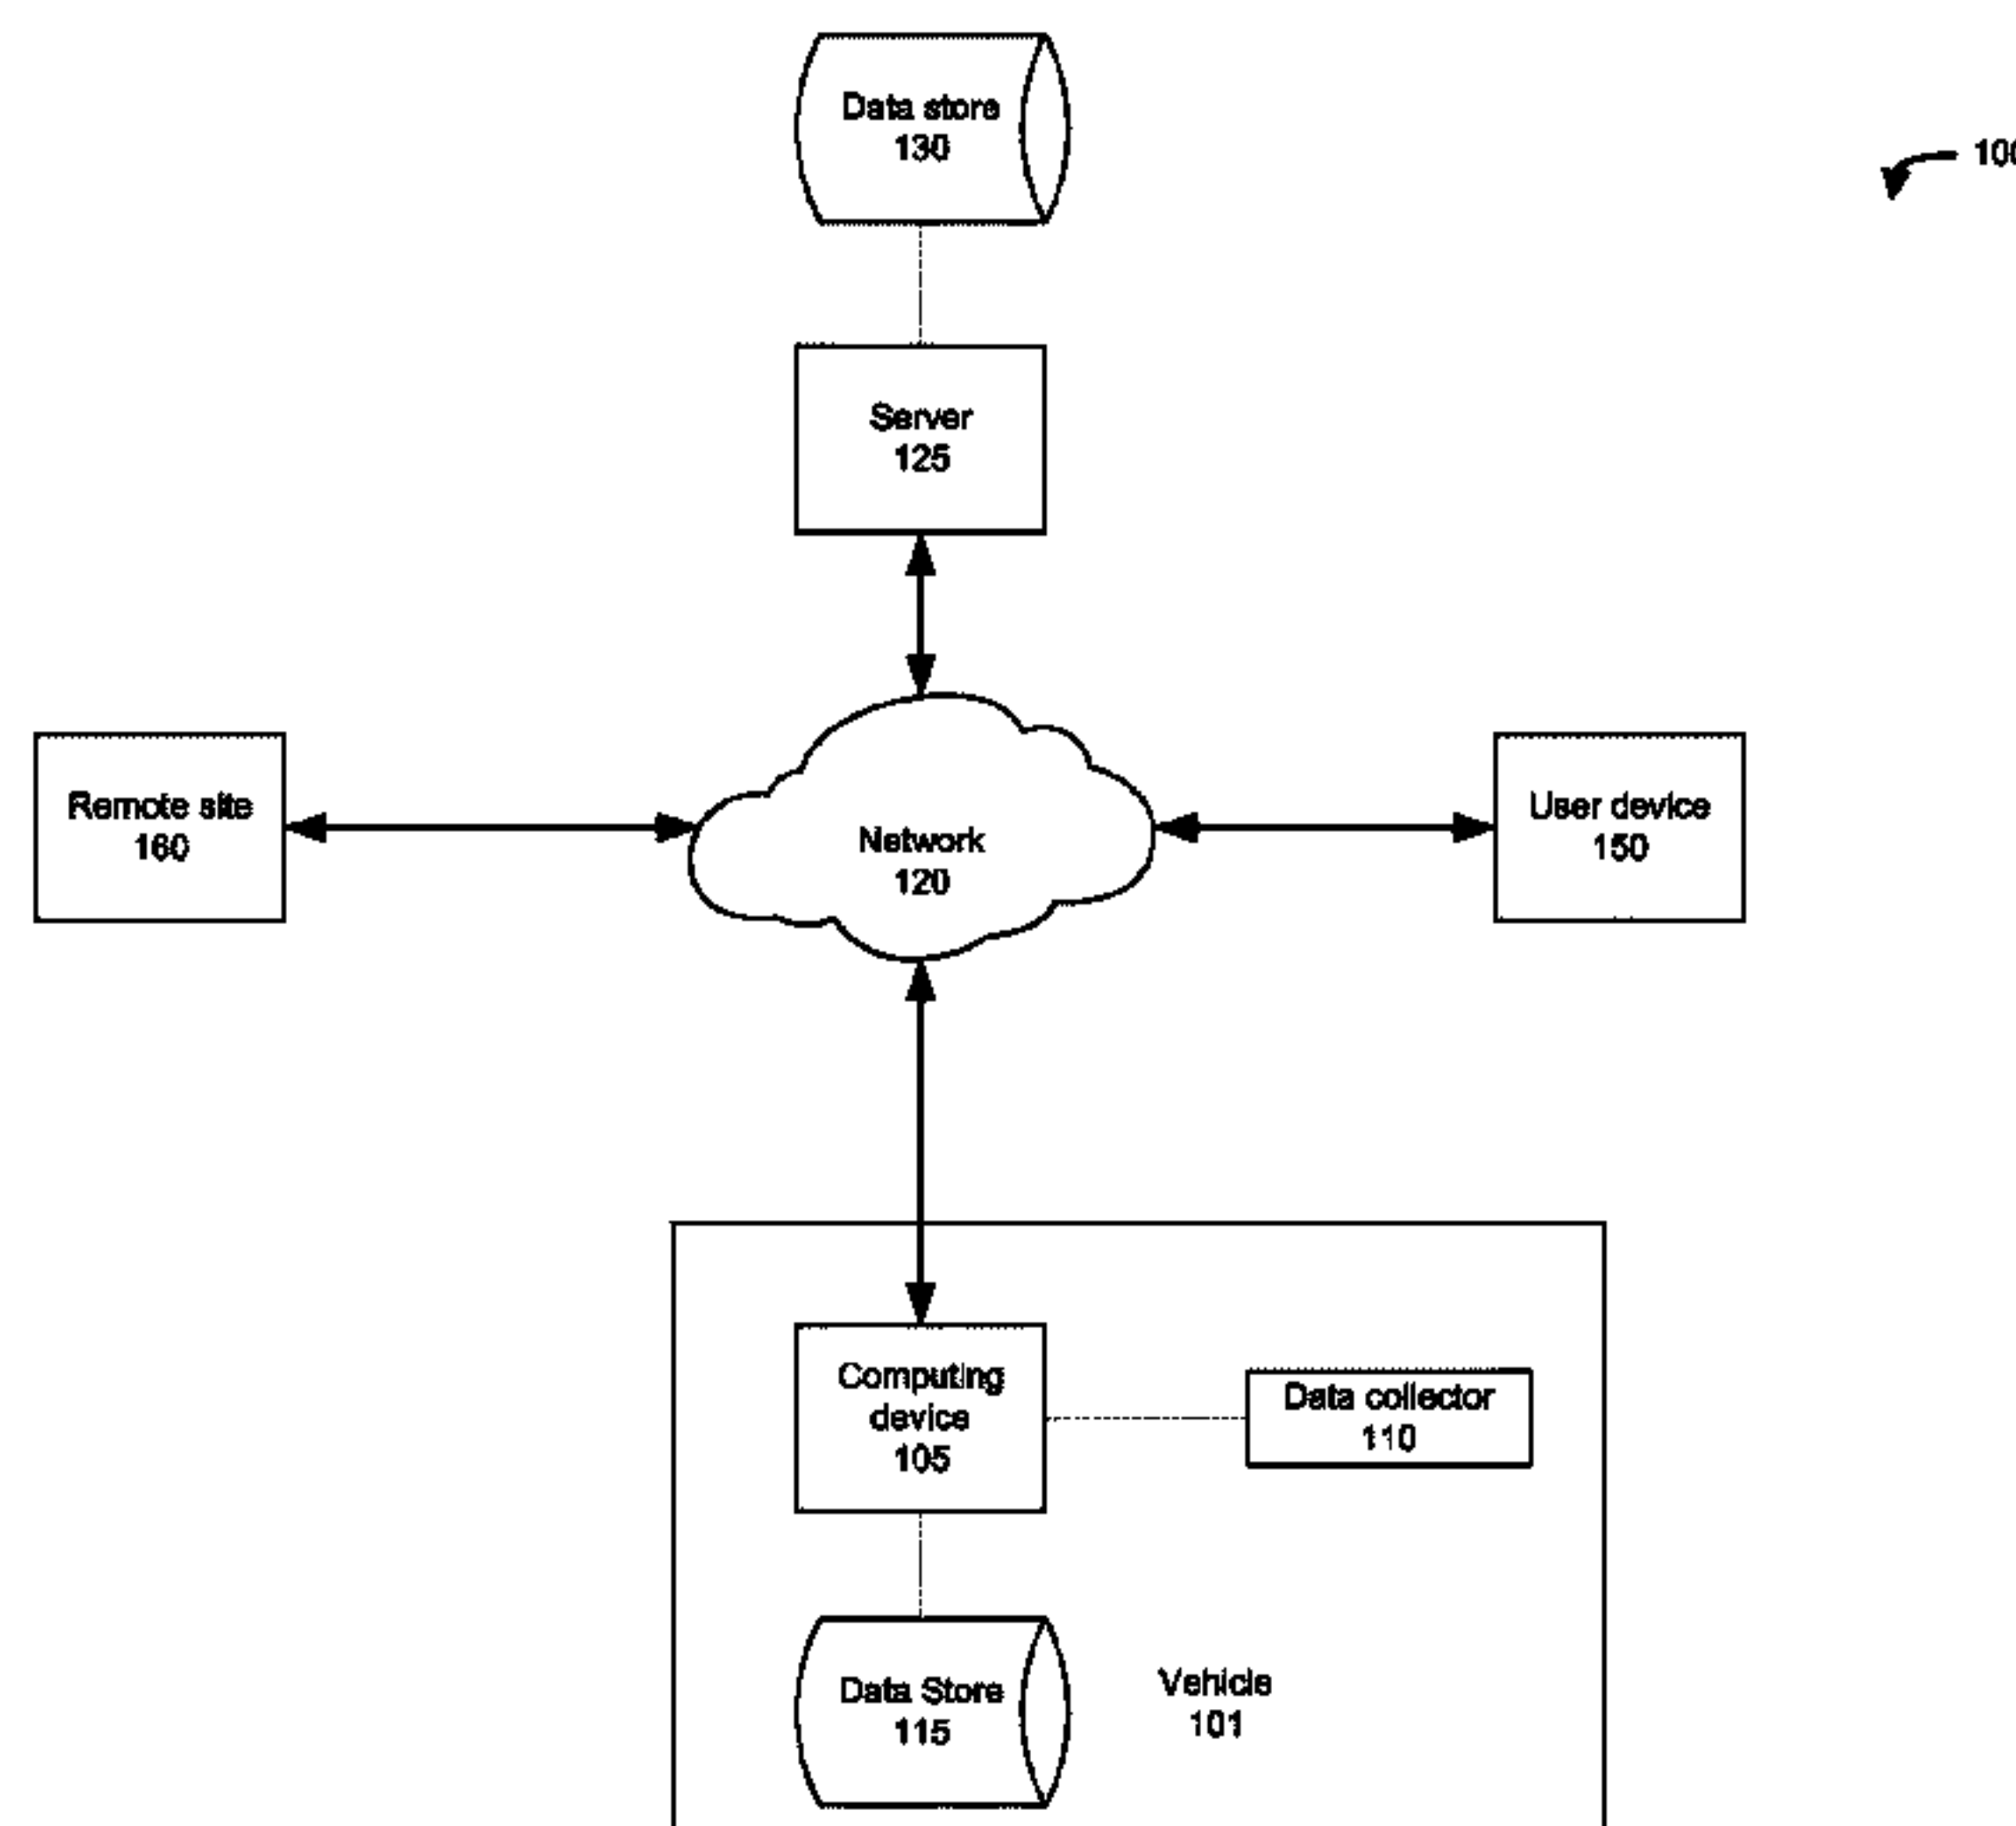 Data store
130
100
Server
125
Remote site
160
Network
120
User device
150
Computing
device
105
Data collector
110
Data Store
115
Vehicle
101